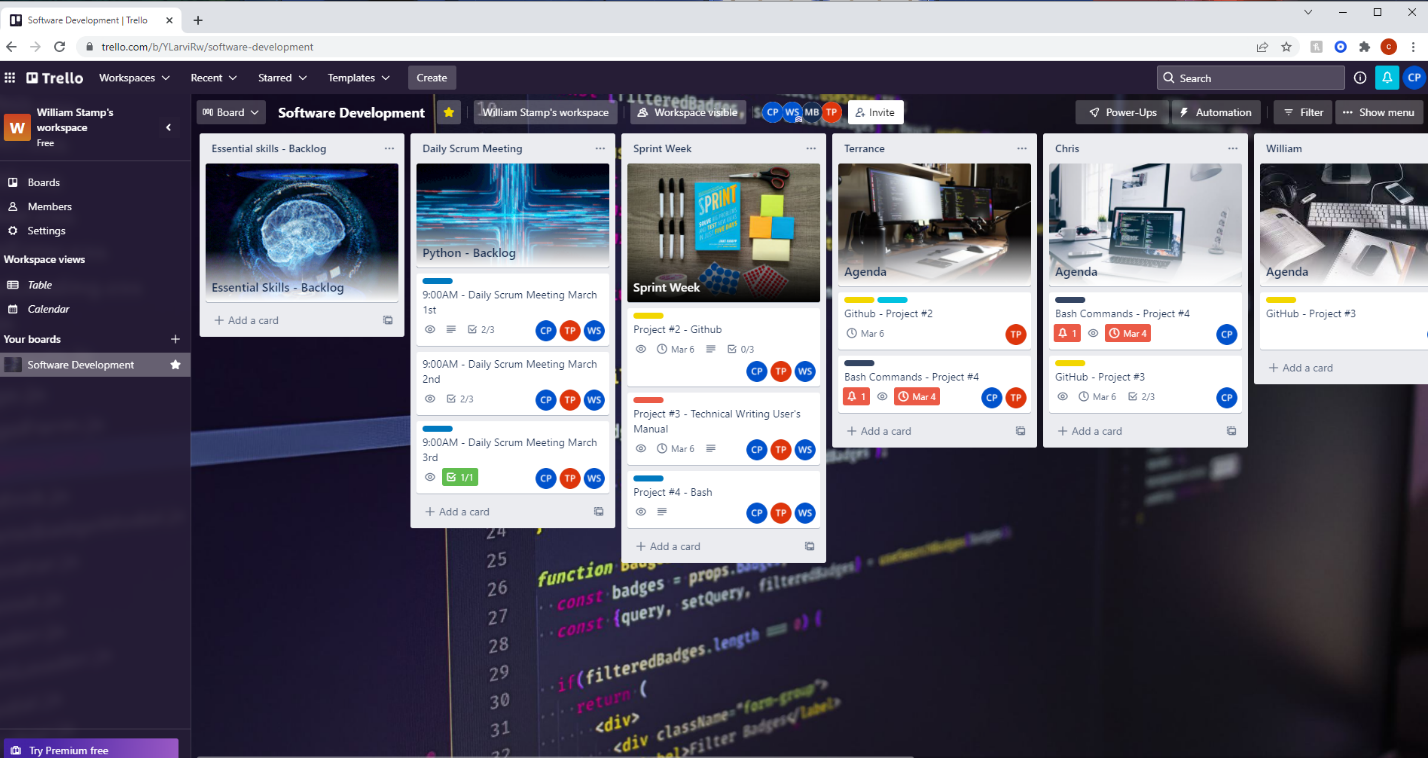 Software Development | Trello
trello.com/b/YLarviRw/software-development
Trello
Workspaces
Recent
Starred
Templates
Create
Search
CP
W
William Stamp's
workspace
Free
Board
Software Development
William Stamp's workspace
Workspace visible
CP
WS
MB
TP
Invite
Power-Ups
Automation
Filter
Show menu
Boards
Members
Settings
Workspace views
Table
Calendar
Your boards
Software Development
Try Premium free
Essential skills - Backlog
Essential Skills - Backlog
Add a card
Daily Scrum Meeting
Python - Backlog
9:00AM - Daily Scrum Meeting March
1st
2/3
CP TP WS
9:00AM - Daily Scrum Meeting March
2nd
2/3
CP TP WS
9:00AM - Daily Scrum Meeting March
3rd
1/1
CP TP WS
Add a card
Sprint Week
SPRINT
Sprint Week
Project #2 - Github
Mar 6
0/3
CP TP WS
Project #3 - Technical Writing User's
Manual
Mar 6
CP TP WS
Project #4 - Bash
CP TP WS
Add a card
Terrance
Agenda
Github - Project #2
Mar 6
TP
Bash Commands - Project #4
1
Mar 4
CP TP
Add a card
Chris
Agenda
Bash Commands - Project #4
1
Mar 4
CP
GitHub - Project #3
Mar 6
2/3
CP
Add a card
William
Agenda
GitHub - Project #3
Add a card
24
25
function
26
const badges = props.
27
const {query, setQuery, filteredBadges}
28
29
if(filteredBadges.length === 0) {
30
return (
31
<div>
<div className="form-group">
</label>